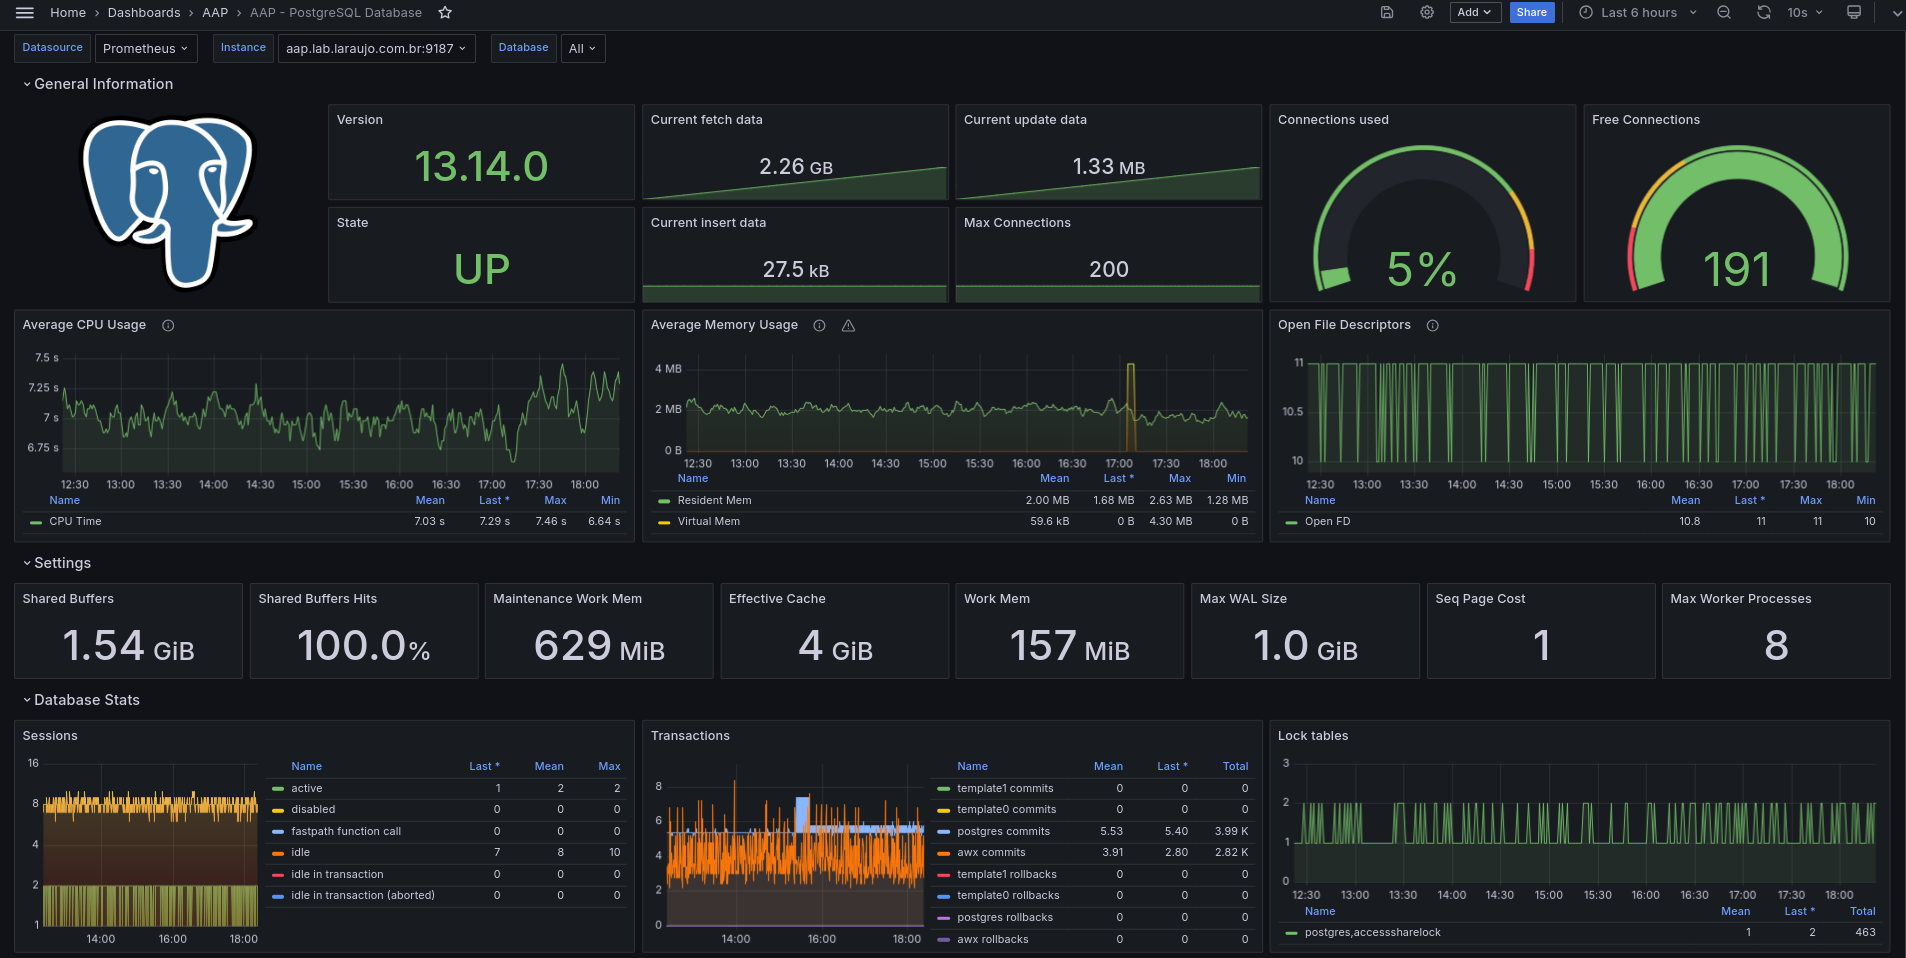 Home › Dashboards › AAP › AAP - PostgreSQL Database
Add
Share
Last 6 hours
10s
Datasource Prometheus Instance aap.lab.laraujo.com.br:9187 Database All
General Information
Version
13.14.0
Current fetch data
2.26 GB
Current update data
1.33 MB
Connections used
5%
Free Connections
191
State
UP
Current insert data
27.5 kB
Max Connections
200
Average CPU Usage
7.5 s
7.25 s
7 s
6.75 s
12:30 13:00 13:30 14:00 14:30 15:00 15:30 16:00 16:30 17:00 17:30 18:00
Name Mean Last * Max Min
CPU Time 7.03 s 7.29 s 7.46 s 6.64 s
Average Memory Usage
4 MB
2 MB
0 B
12:30 13:00 13:30 14:00 14:30 15:00 15:30 16:00 16:30 17:00 17:30 18:00
Name Mean Last * Max Min
Resident Mem 2.00 MB 1.68 MB 2.63 MB 1.28 MB
Virtual Mem 59.6 kB 0 B 4.30 MB 0 B
Open File Descriptors
11
10.5
10
12:30 13:00 13:30 14:00 14:30 15:00 15:30 16:00 16:30 17:00 17:30 18:00
Name Mean Last * Max Min
Open FD 10.8 11 11 10
Settings
Shared Buffers
1.54 GiB
Shared Buffers Hits
100.0%
Maintenance Work Mem
629 MiB
Effective Cache
4 GiB
Work Mem
157 MiB
Max WAL Size
1.0 GiB
Seq Page Cost
1
Max Worker Processes
8
Database Stats
Sessions
16
8
4
2
1
14:00 16:00 18:00
Name Last * Mean Max
active 1 2 2
disabled 0 0 0
fastpath function call 0 0 0
idle 7 8 10
idle in transaction 0 0 0
idle in transaction (aborted) 0 0 0
Transactions
8
6
4
2
0
14:00 16:00 18:00
Name Mean Last * Total
template1 commits 0 0 0
template0 commits 0 0 0
postgres commits 5.53 5.40 3.99 K
awx commits 3.91 2.80 2.82 K
template1 rollbacks 0 0 0
template0 rollbacks 0 0 0
postgres rollbacks 0 0 0
awx rollbacks 0 0 0
Lock tables
3
2
1
0
12:30 13:00 13:30 14:00 14:30 15:00 15:30 16:00 16:30 17:00 17:30 18:00
Name Mean Last * Total
postgres,accesssharelock 1 2 463